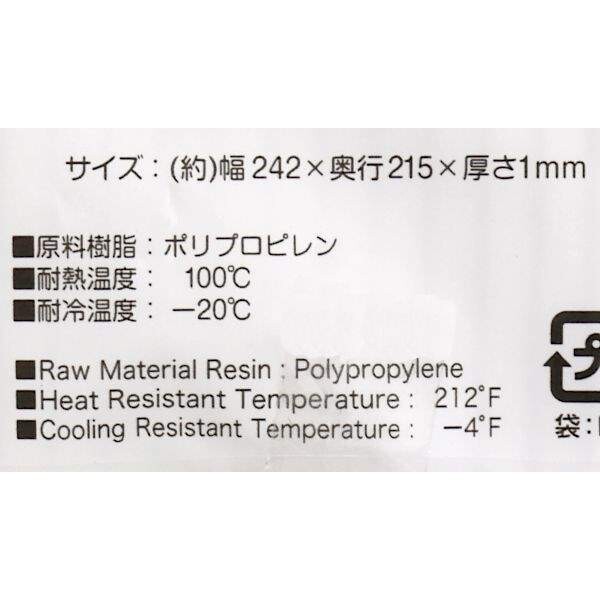 サイズ：(約)幅242×奥行215×厚さ1mm
■原料樹脂：ポリプロピレン
■耐熱温度： 100℃
■耐冷温度： −20℃
■Raw Material Resin : Polypropylene
■Heat Resistant Temperature : 212°F
■Cooling Resistant Temperature : −4°F
プ
袋: